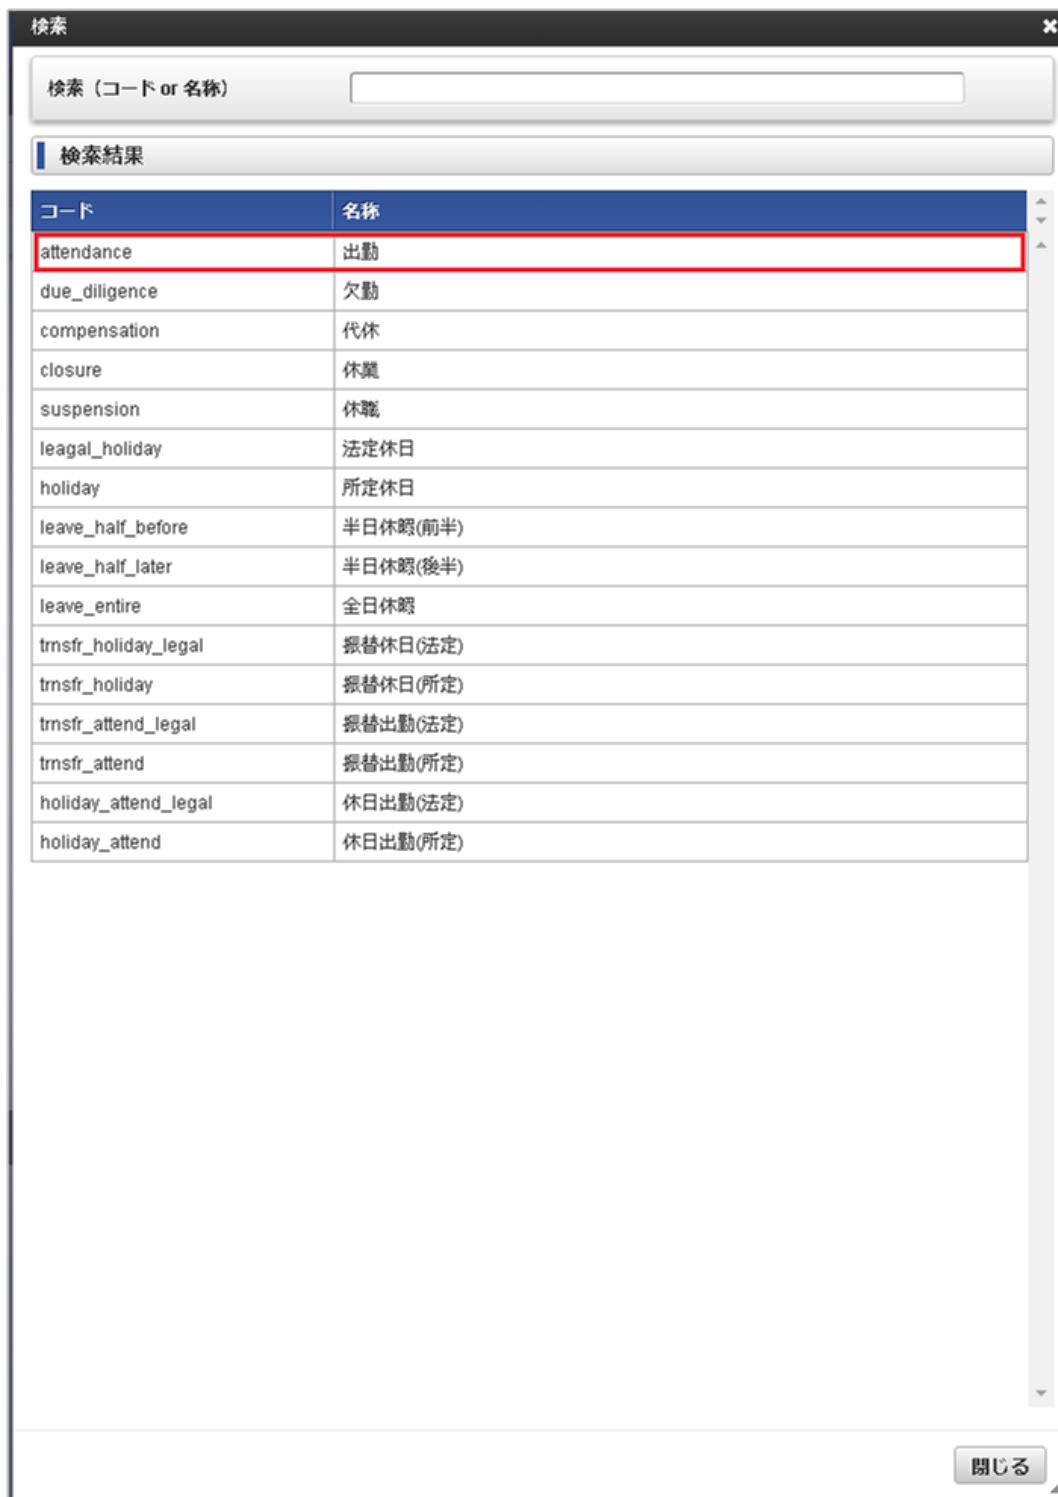 検索
検索（コード or 名称）
検索結果
コード 名称
attendance 出勤
due_diligence 欠勤
compensation 代休
closure 休業
suspension 休職
leagal_holiday 法定休日
holiday 所定休日
leave_half_before 半日休暇(前半)
leave_half_later 半日休暇(後半)
leave_entire 全日休暇
trnsfr_holiday_legal 振替休日(法定)
trnsfr_holiday 振替休日(所定)
trnsfr_attend_legal 振替出勤(法定)
trnsfr_attend 振替出勤(所定)
holiday_attend_legal 休日出勤(法定)
holiday_attend 休日出勤(所定)
閉じる